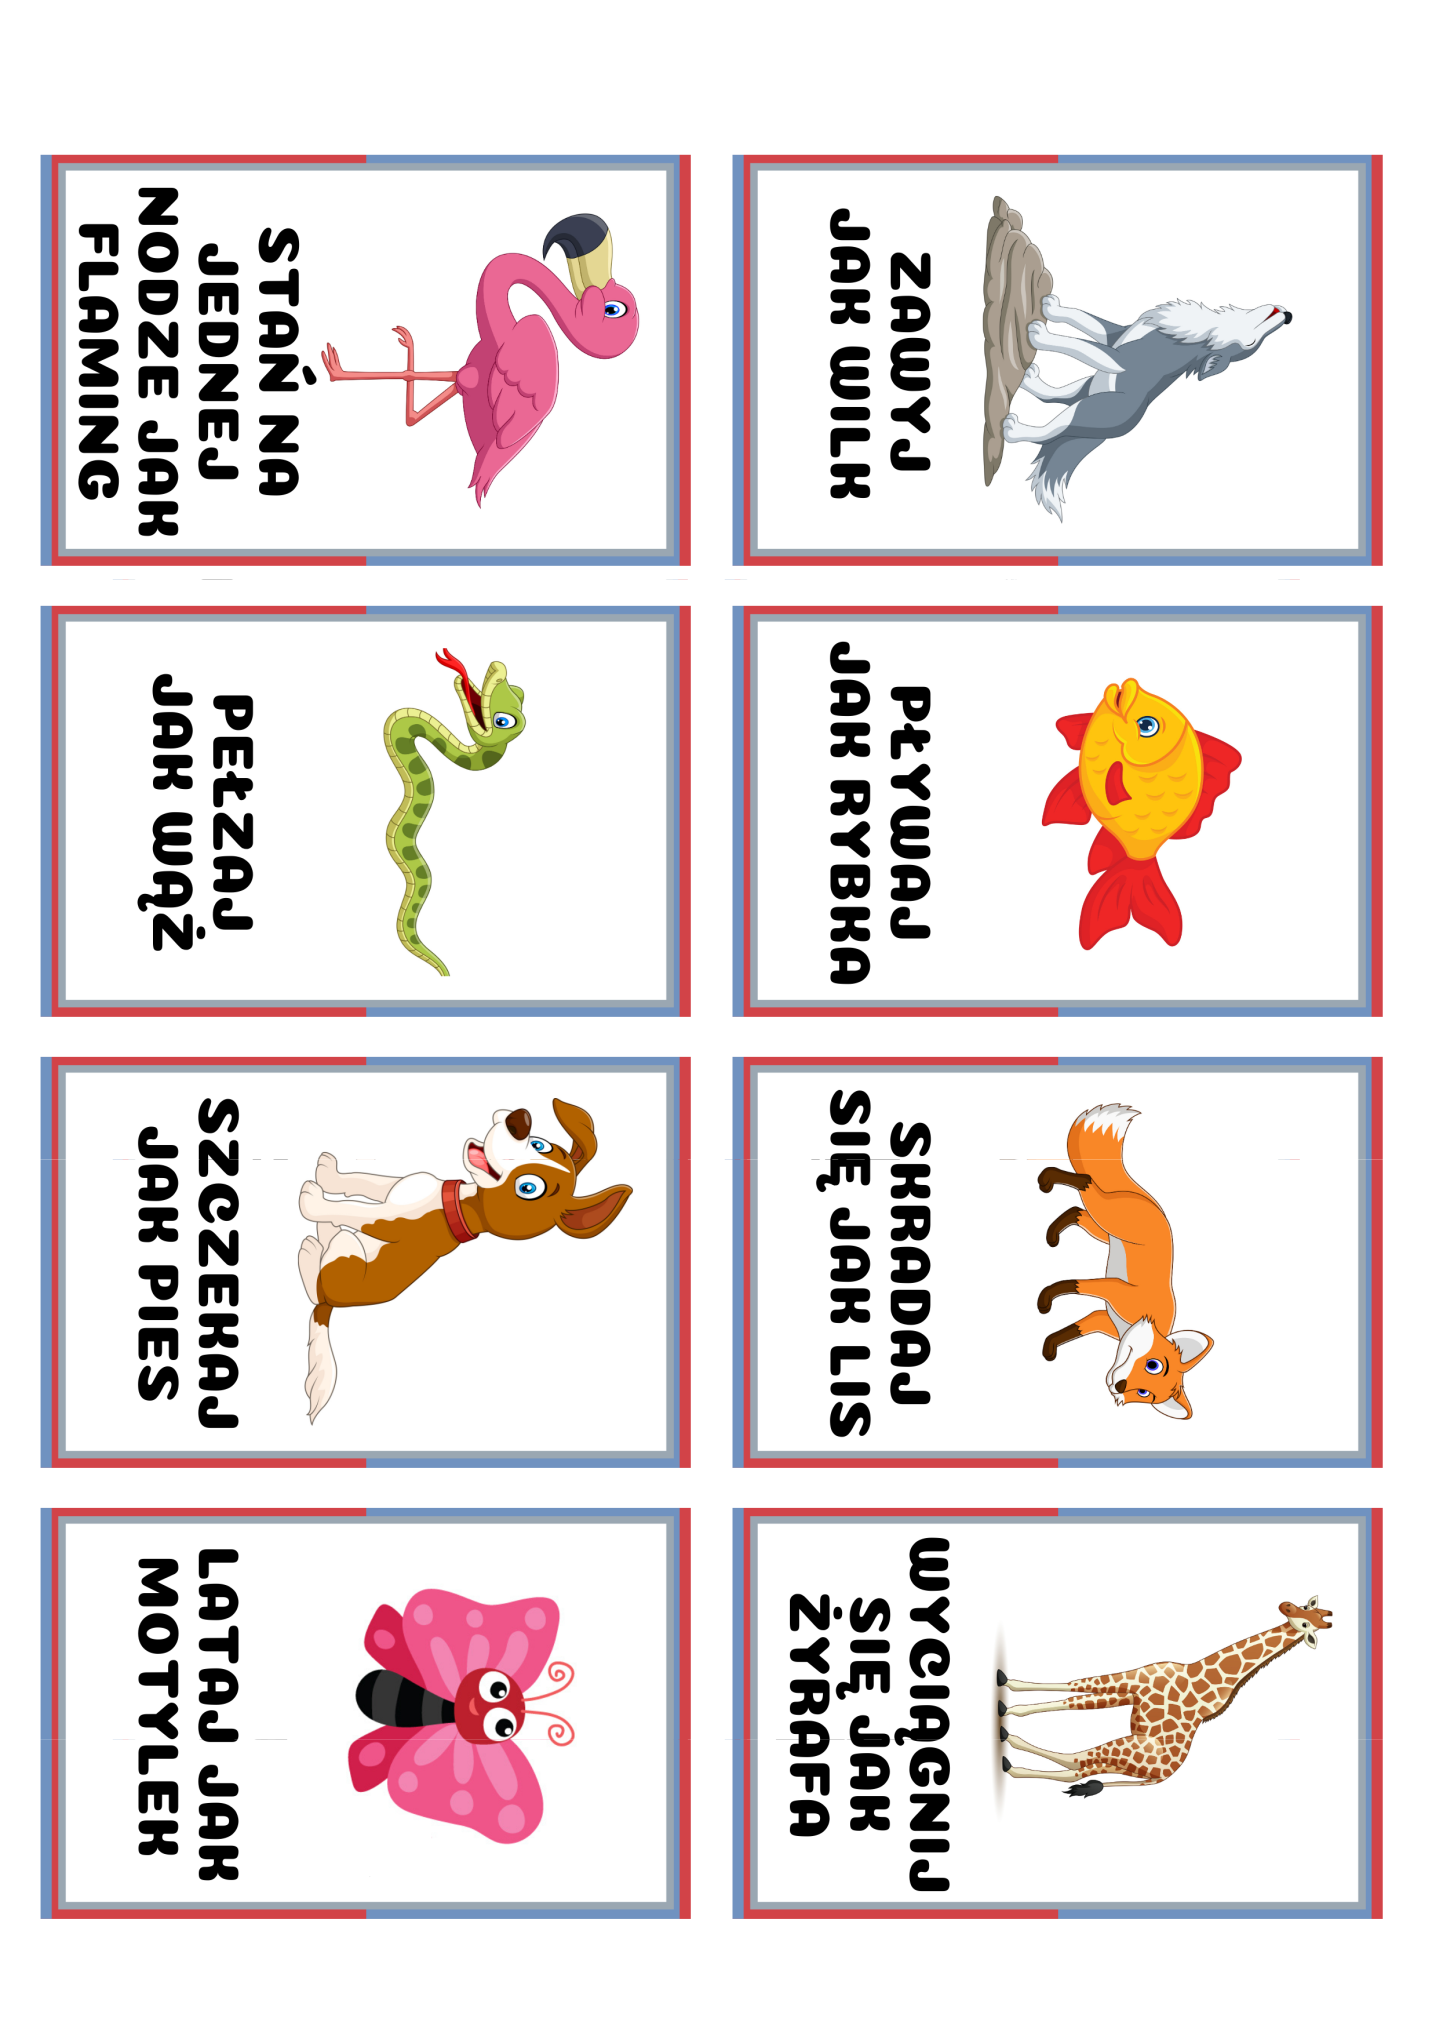 ZAWYJ
JAK WILK
PŁYWAJ
JAK RYBKA
SKRADAJ
SIĘ JAK LIS
WYCIĄGNIJ
SIĘ JAK
ŻYRAFA
STAŃ NA
JEDNEJ
NODZE JAK
FLAMING
PEŁZAJ
JAK WĄŻ
SZCZEKAJ
JAK PIES
LATAJ JAK
MOTYLEK